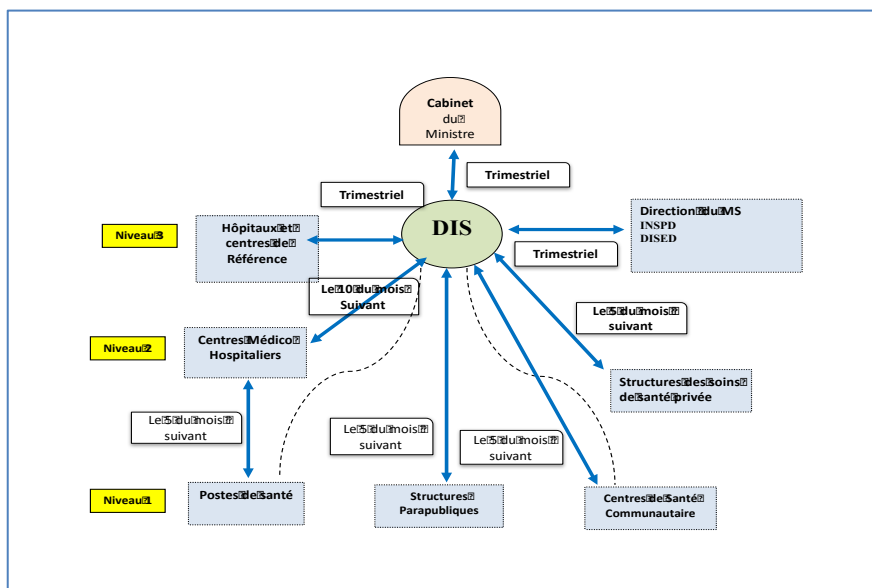 Cabinet
du⍰
Ministre
Trimestriel
Trimestriel
DIS
Direction⍰du⍰MS
INSPD
DISED
Niveau⍰3
Hôpitaux⍰et⍰
centres⍰de⍰
Référence
Trimestriel
Le⍰10⍰du⍰mois⍰
Suivant
Le⍰5⍰du⍰mois⍰⍰
suivant
Niveau⍰2
Centres⍰Médico⍰
Hospitaliers
Structures⍰des⍰soins⍰
de⍰santé⍰privée
Le⍰5⍰du⍰mois⍰⍰
suivant
Le⍰5⍰du⍰mois⍰⍰
suivant
Le⍰5⍰du⍰mois⍰⍰
suivant
Niveau⍰1
Postes⍰de⍰santé
Structures⍰
Parapubliques
Centres⍰de⍰Santé⍰
Communautaire